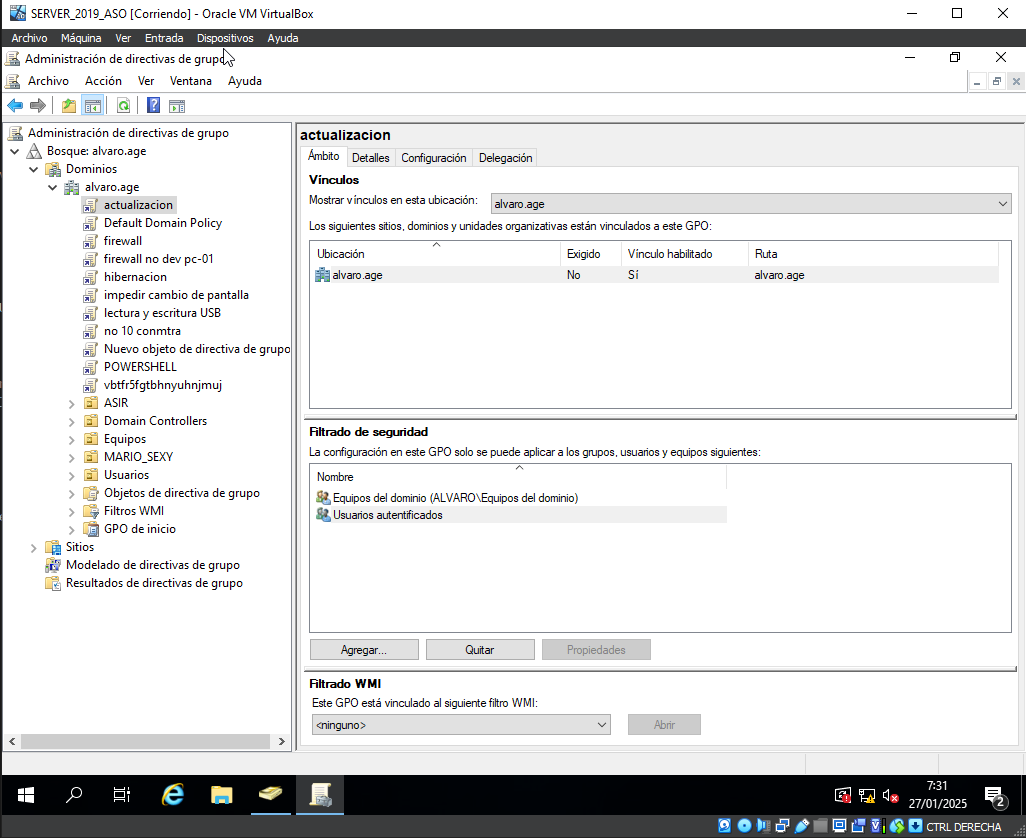 SERVER_2019_ASO [Corriendo] - Oracle VM VirtualBox
Archivo Máquina Ver Entrada Dispositivos Ayuda
Administración de directivas de grupo
Archivo Acción Ver Ventana Ayuda
Administración de directivas de grupo
Bosque: alvaro.age
Dominios
alvaro.age
actualizacion
Default Domain Policy
firewall
firewall no dev pc-01
hibernacion
impedir cambio de pantalla
lectura y escritura USB
no 10 conmtra
Nuevo objeto de directiva de grupo
POWERSHELL
vbtfr5fgtbhnyuhnjmuj
ASIR
Domain Controllers
Equipos
MARIO_SEXY
Usuarios
Objetos de directiva de grupo
Filtros WMI
GPO de inicio
Sitios
Modelado de directivas de grupo
Resultados de directivas de grupo
actualizacion
Ámbito Detalles Configuración Delegación
Vínculos
Mostrar vínculos en esta ubicación: alvaro.age
Los siguientes sitios, dominios y unidades organizativas están vinculados a este GPO:
Ubicación Exigido Vínculo habilitado Ruta
alvaro.age No Sí alvaro.age
Filtrado de seguridad
La configuración en este GPO solo se puede aplicar a los grupos, usuarios y equipos siguientes:
Nombre
Equipos del dominio (ALVARO\Equipos del dominio)
Usuarios autentificados
Agregar... Quitar Propiedades
Filtrado WMI
Este GPO está vinculado al siguiente filtro WMI:
<ninguno> Abrir
7:31
27/01/2025
2
CTRL DERECHA